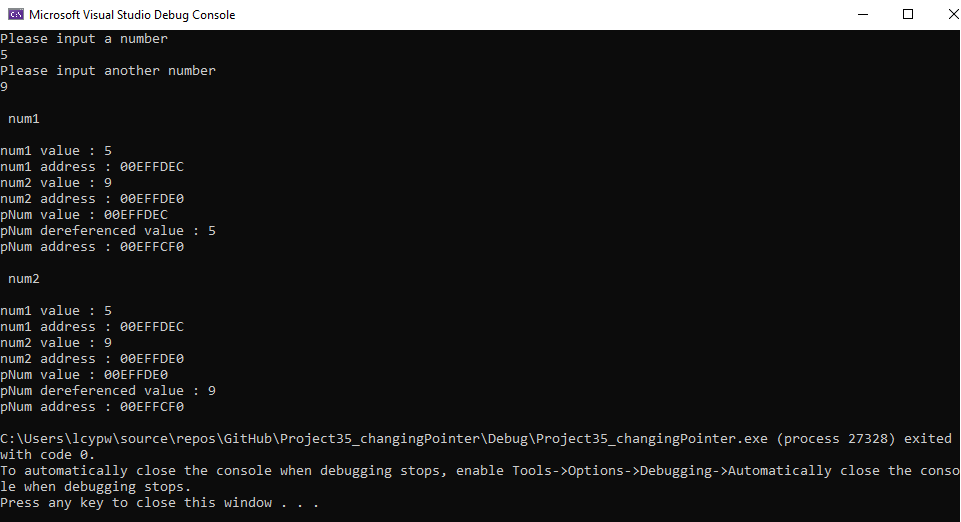 Microsoft Visual Studio Debug Console
Please input a number
5
Please input another number
9
num1
num1 value : 5
num1 address : 00EFFDEC
num2 value : 9
num2 address : 00EFFDE0
pNum value : 00EFFDEC
pNum dereferenced value : 5
pNum address : 00EFFCF0
num2
num1 value : 5
num1 address : 00EFFDEC
num2 value : 9
num2 address : 00EFFDE0
pNum value : 00EFFDE0
pNum dereferenced value : 9
pNum address : 00EFFCF0
C:\Users\lcypw\source\repos\GitHub\Project35_changingPointer\Debug\Project35_changingPointer.exe (process 27328) exited
with code 0.
To automatically close the console when debugging stops, enable Tools->Options->Debugging->Automatically close the conso
le when debugging stops.
Press any key to close this window . . .